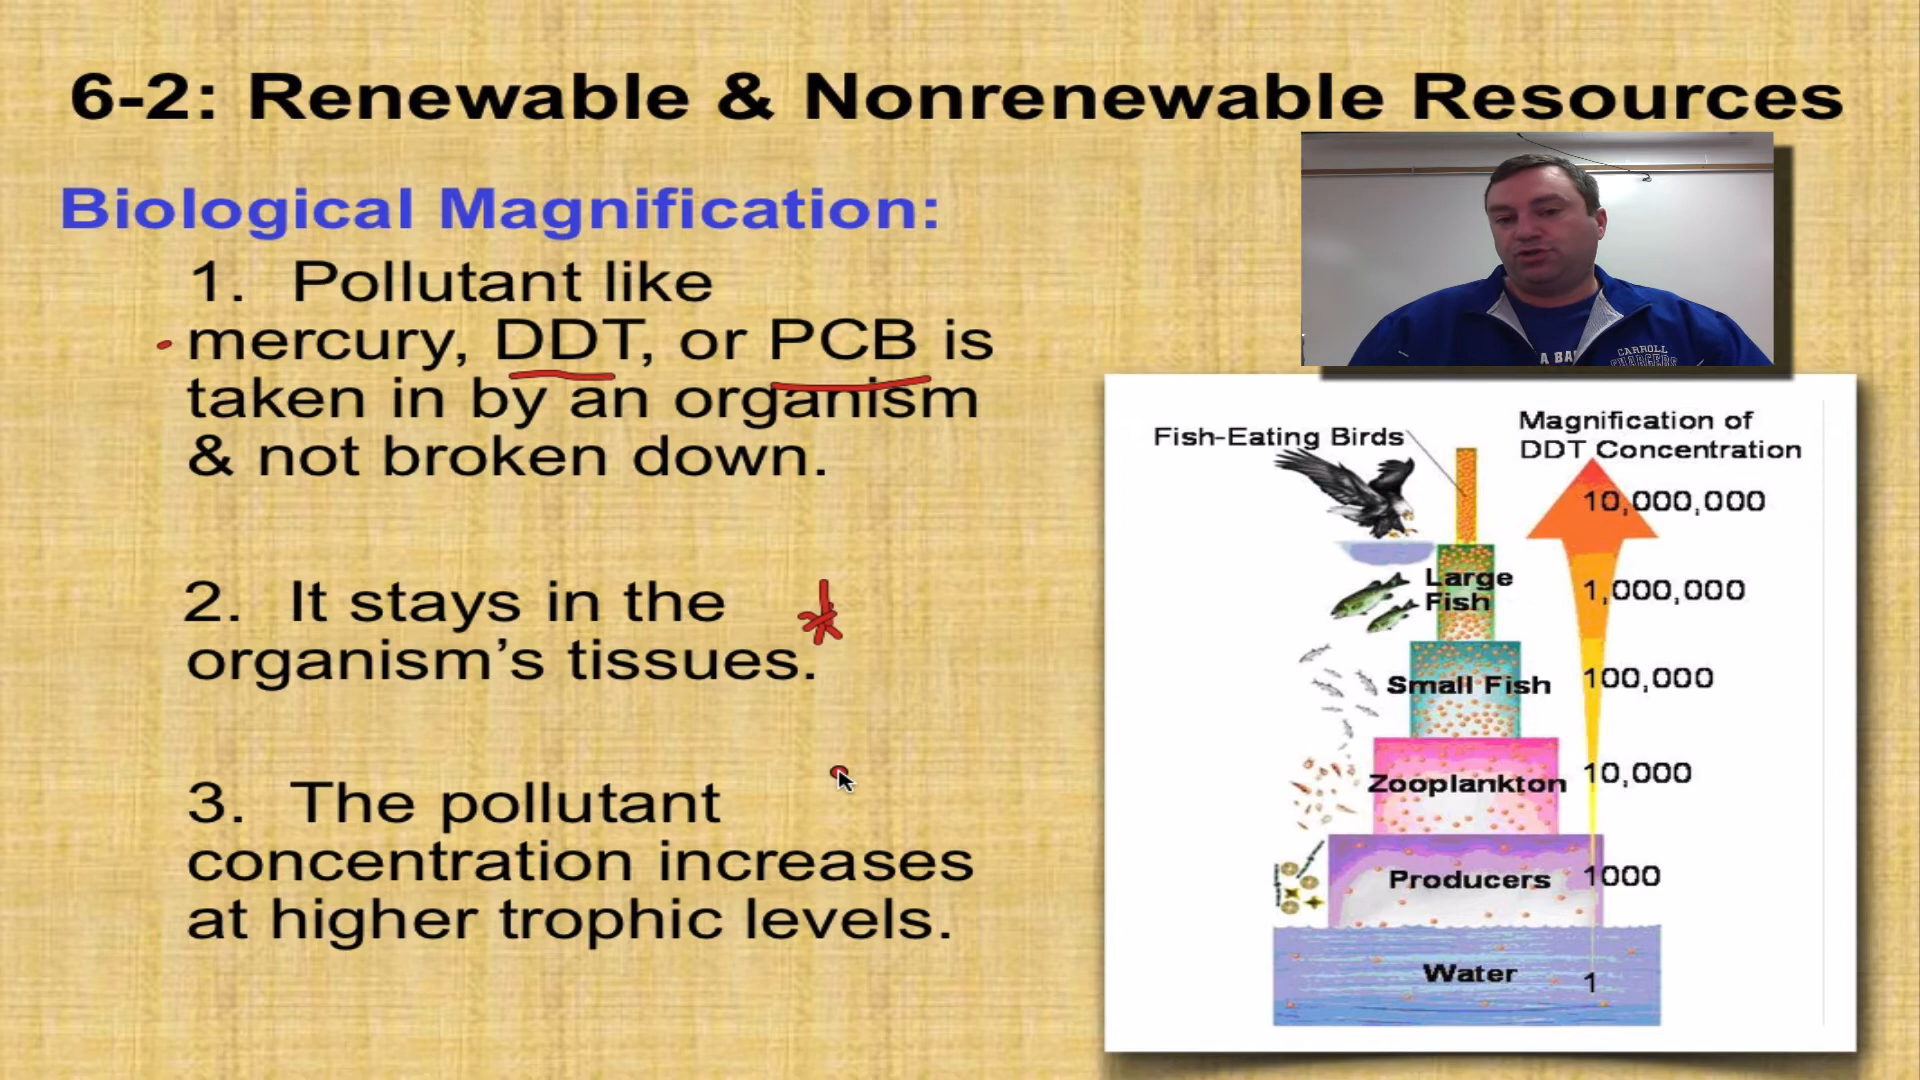 6-2: Renewable & Nonrenewable Resources
Biological Magnification:
1. Pollutant like
mercury, DDT, or PCB is
taken in by an organism
& not broken down.
2. It stays in the
organism's tissues.
3. The pollutant
concentration increases
at higher trophic levels.
A BA
CARROLL
CHARGERS
Fish-Eating Birds
Magnification of
DDT Concentration
10,000,000
Large
Fish
1,000,000
Small Fish
100,000
Zooplankton
10,000
Producers
1000
Water
1